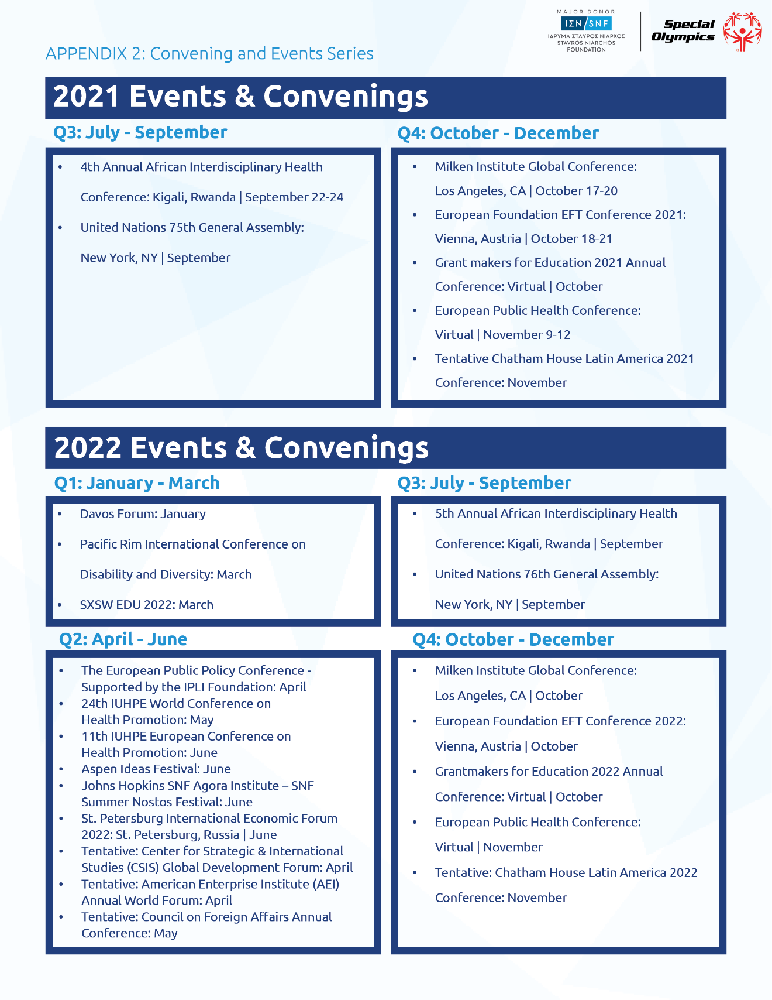 MAJOR DONOR
ΙΣΝ/SNF
ΙΔΡΥΜΑ ΣΤΑΥΡΟΣ ΝΙΑΡΧΟΣ
STAVROS NIARCHOS
FOUNDATION
Special
Olympics
APPENDIX 2: Convening and Events Series
2021 Events & Convenings
Q3: July - September
• 4th Annual African Interdisciplinary Health
Conference: Kigali, Rwanda | September 22-24
• United Nations 75th General Assembly:
New York, NY | September
Q4: October - December
• Milken Institute Global Conference:
Los Angeles, CA | October 17-20
• European Foundation EFT Conference 2021:
Vienna, Austria | October 18-21
• Grant makers for Education 2021 Annual
Conference: Virtual | October
• European Public Health Conference:
Virtual | November 9-12
• Tentative Chatham House Latin America 2021
Conference: November
2022 Events & Convenings
Q1: January - March
• Davos Forum: January
• Pacific Rim International Conference on
Disability and Diversity: March
• SXSW EDU 2022: March
Q3: July - September
• 5th Annual African Interdisciplinary Health
Conference: Kigali, Rwanda | September
• United Nations 76th General Assembly:
New York, NY | September
Q2: April - June
• The European Public Policy Conference -
Supported by the IPLI Foundation: April
• 24th IUHPE World Conference on
Health Promotion: May
• 11th IUHPE European Conference on
Health Promotion: June
• Aspen Ideas Festival: June
• Johns Hopkins SNF Agora Institute – SNF
Summer Nostos Festival: June
• St. Petersburg International Economic Forum
2022: St. Petersburg, Russia | June
• Tentative: Center for Strategic & International
Studies (CSIS) Global Development Forum: April
• Tentative: American Enterprise Institute (AEI)
Annual World Forum: April
• Tentative: Council on Foreign Affairs Annual
Conference: May
Q4: October - December
• Milken Institute Global Conference:
Los Angeles, CA | October
• European Foundation EFT Conference 2022:
Vienna, Austria | October
• Grantmakers for Education 2022 Annual
Conference: Virtual | October
• European Public Health Conference:
Virtual | November
• Tentative: Chatham House Latin America 2022
Conference: November